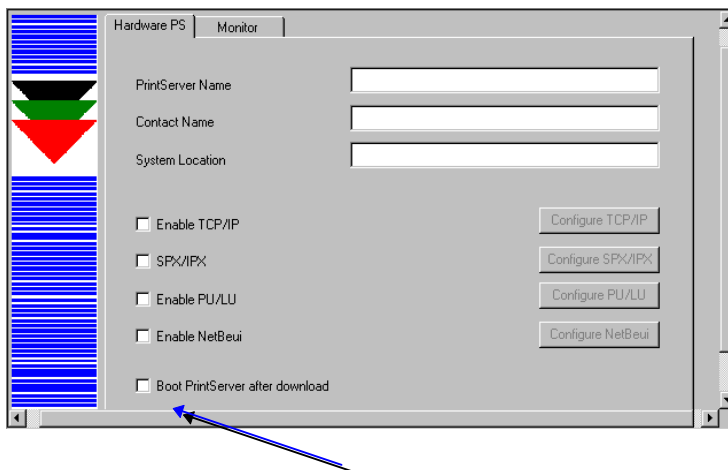 Hardware PS Monitor
PrintServer Name
Contact Name
System Location
Enable TCP/IP Configure TCP/IP
SPX/IPX Configure SPX/IPX
Enable PU/LU Configure PU/LU
Enable NetBeui Configure NetBeui
Boot PrintServer after download